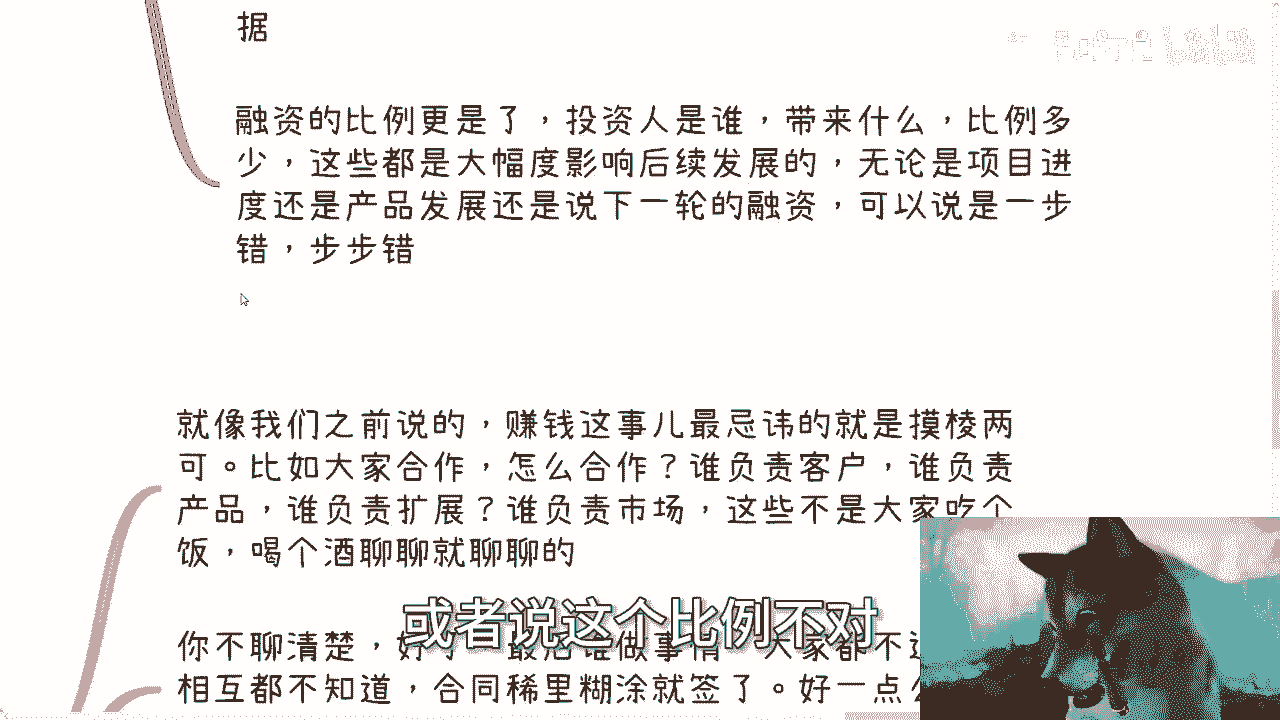 据
融资的比例更是了，投资人是谁，带来什么，比例多
少，这些都是大幅度影响后续发展的，无论是项目进
度还是产品发展还是说下一轮的融资，可以说是一步
错，步步错
就像我们之前说的，赚钱这事儿最忌讳的就是摸棱两
可。比如大家合作，怎么合作？谁负责客户，谁负责
产品，谁负责扩展？谁负责市场，这些不是大家吃个
饭，喝个酒聊聊就聊聊的
或者说这个比例不对
你不聊清楚，好了，最后谁做事情，大家都不
相互都不知道，合同稀里糊涂就签了。好一点